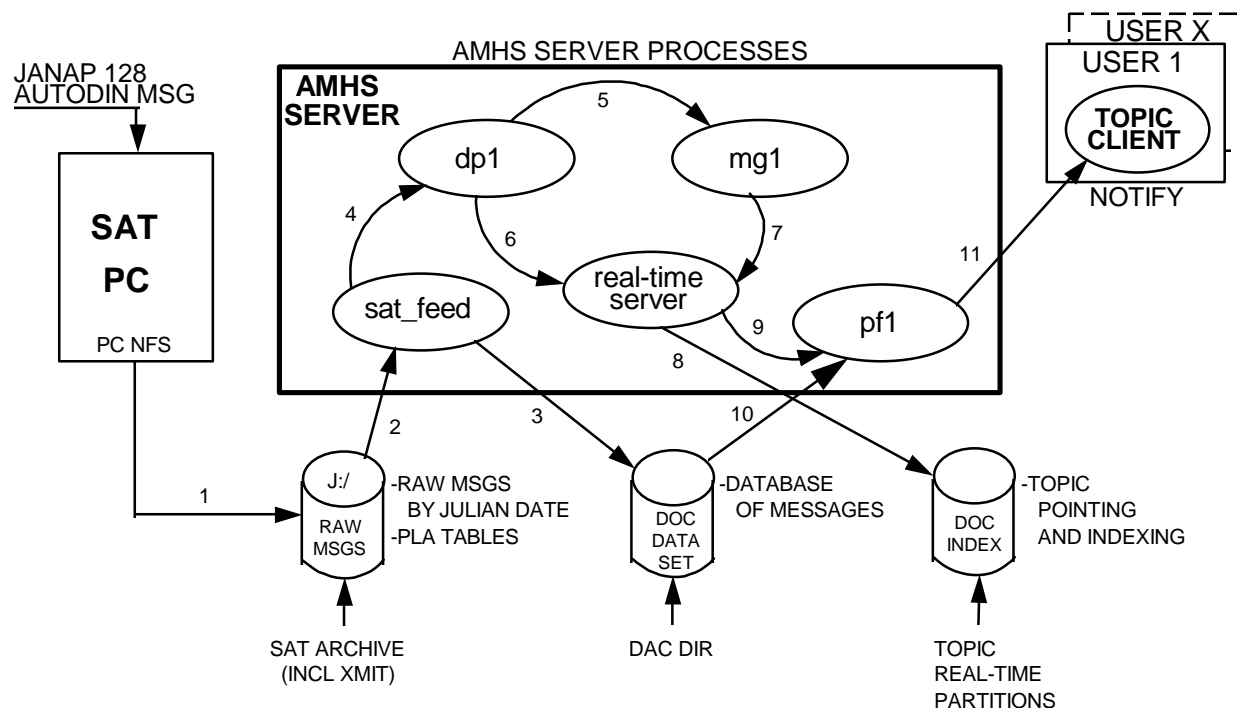 AMHS SERVER PROCESSES
JANAP 128
AUTODIN MSG
SAT
PC
PC NFS
AMHS
SERVER
dp1
mg1
sat_feed
real-time
server
pf1
USER X
USER 1
TOPIC
CLIENT
NOTIFY
1
2
3
4
5
6
7
8
9
10
11
J:/
RAW
MSGS
-RAW MSGS
BY JULIAN DATE
-PLA TABLES
SAT ARCHIVE
(INCL XMIT)
DOC
DATA
SET
-DATABASE
OF MESSAGES
DAC DIR
DOC
INDEX
-TOPIC
POINTING
AND INDEXING
TOPIC
REAL-TIME
PARTITIONS